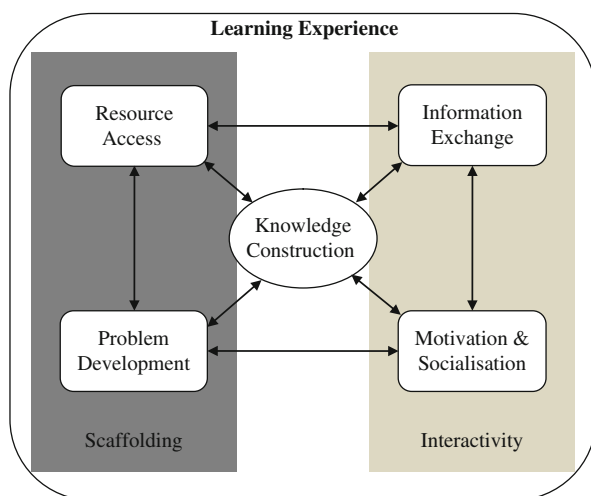 Learning Experience
Resource
Access
Information
Exchange
Knowledge
Construction
Problem
Development
Motivation &
Socialisation
Scaffolding
Interactivity